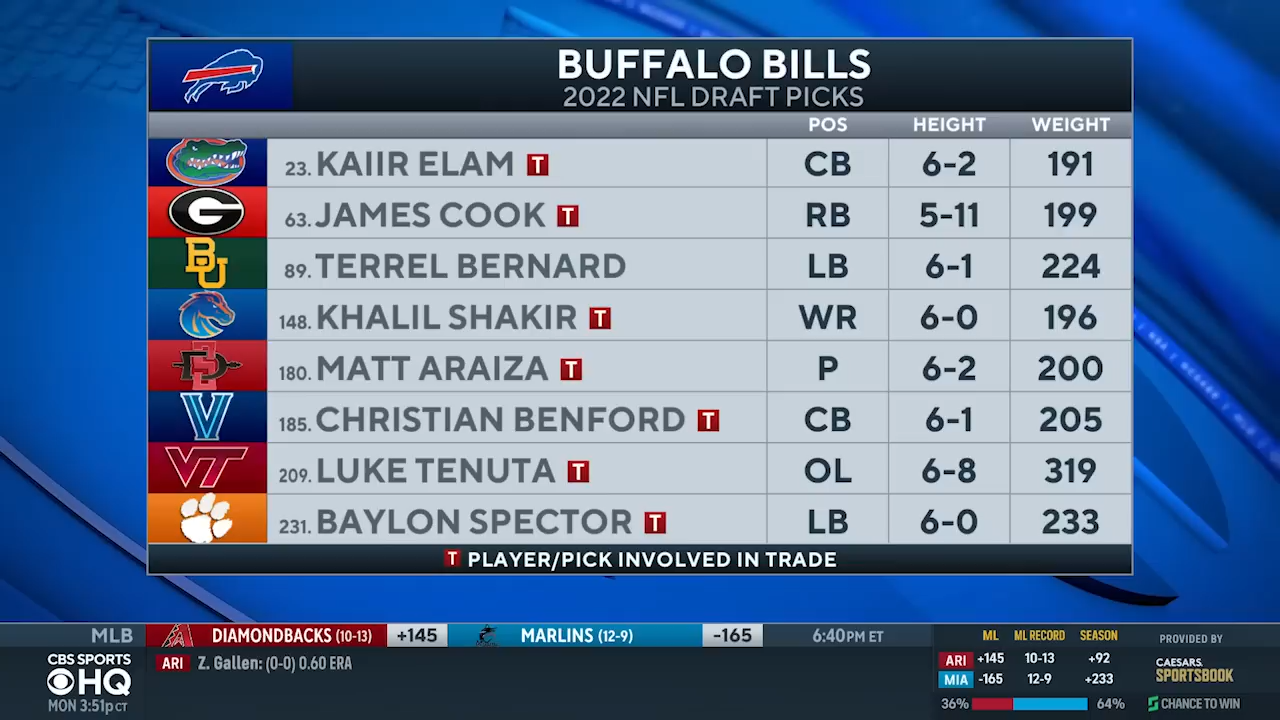 BUFFALO BILLS
2022 NFL DRAFT PICKS
POS HEIGHT WEIGHT
23. KAIIR ELAM T CB 6-2 191
63. JAMES COOK T RB 5-11 199
89. TERREL BERNARD LB 6-1 224
148. KHALIL SHAKIR T WR 6-0 196
180. MATT ARAIZA T P 6-2 200
185. CHRISTIAN BENFORD T CB 6-1 205
209. LUKE TENUTA T OL 6-8 319
231. BAYLON SPECTOR T LB 6-0 233
T PLAYER/PICK INVOLVED IN TRADE
MLB DIAMONDBACKS (10-13) +145 MARLINS (12-9) -165 6:40PM ET
ARI Z. Gallen: (0-0) 0.60 ERA
CBS SPORTS
HQ
MON 3:51P CT
ML ML RECORD SEASON
ARI +145 10-13 +92
MIA -165 12-9 +233
36% 64%
PROVIDED BY
CAESARS
SPORTSBOOK
CHANCE TO WIN